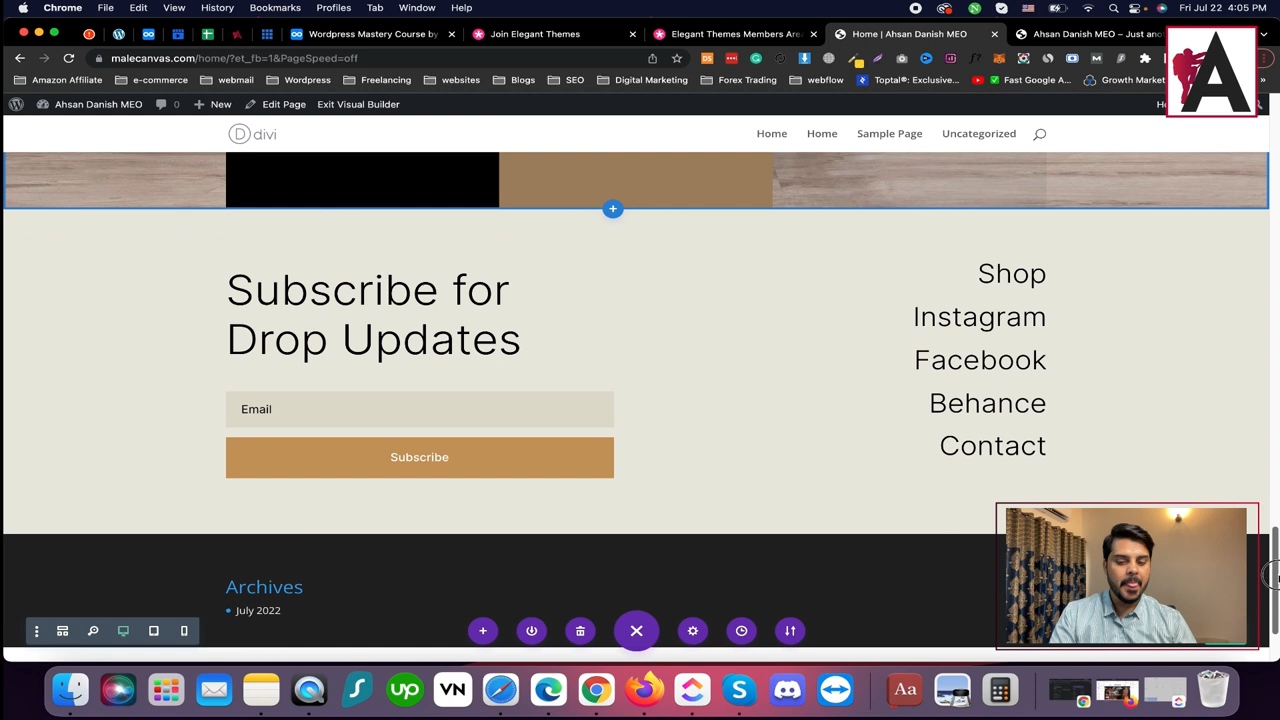 Chrome File Edit View History Bookmarks Profiles Tab Window Help
Fri Jul 22 4:05 PM
Wordpress Mastery Course by
Join Elegant Themes
Elegant Themes Members Area
Home | Ahsan Danish MEO
Ahsan Danish MEO – Just ano
malecanvas.com/home/?et_fb=1&PageSpeed=off
Amazon Affiliate e-commerce webmail Wordpress Freelancing websites Blogs SEO Digital Marketing Forex Trading webflow Toptal®: Exclusive... Fast Google A... Growth Market
A
Ahsan Danish MEO 0 New Edit Page Exit Visual Builder
D divi
Home Home Sample Page Uncategorized
Subscribe for
Drop Updates
Email
Subscribe
Shop
Instagram
Facebook
Behance
Contact
Archives
July 2022
up VN Aa